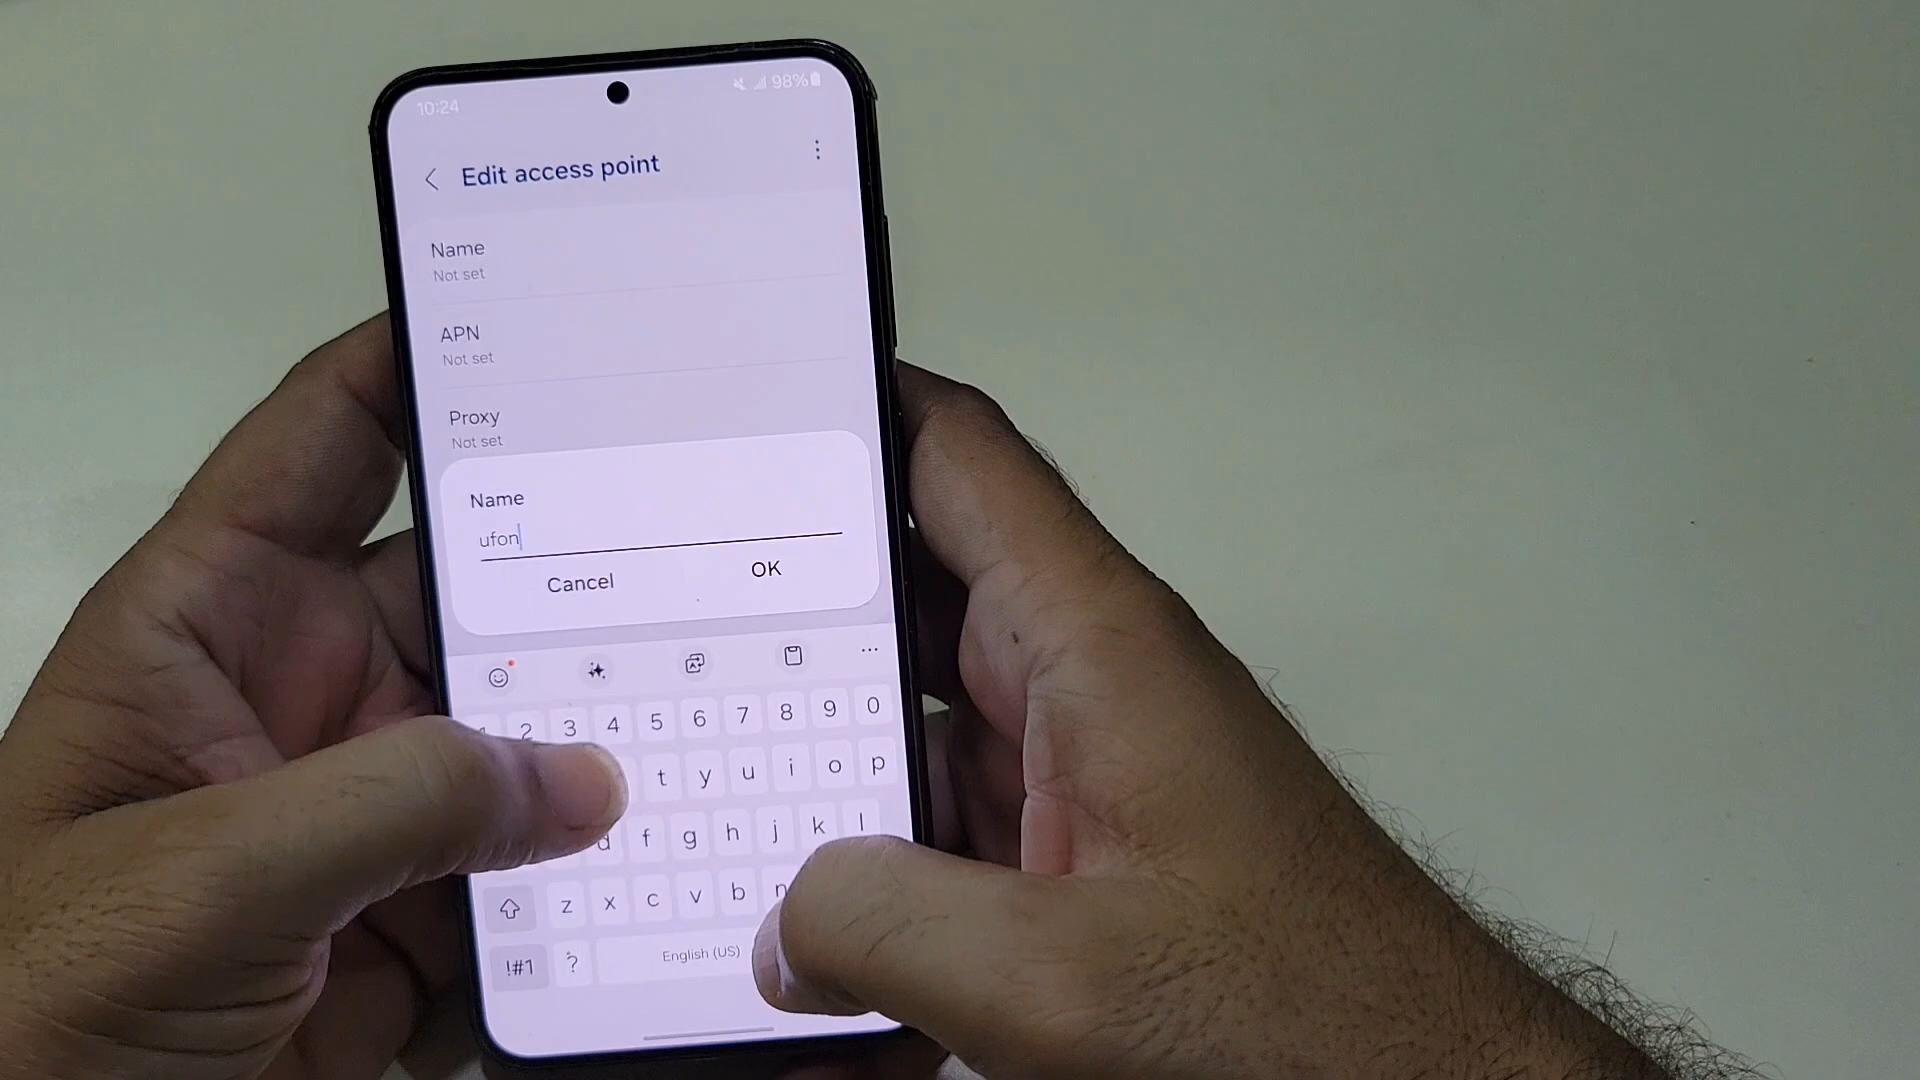 10:24 98%
Edit access point
Name
Not set
APN
Not set
Proxy
Not set
Name
ufon
Cancel OK
2 3 4 5 6 7 8 9 0
t y u i o p
d f g h j k l
z x c v b n
!#1 ? English (US)